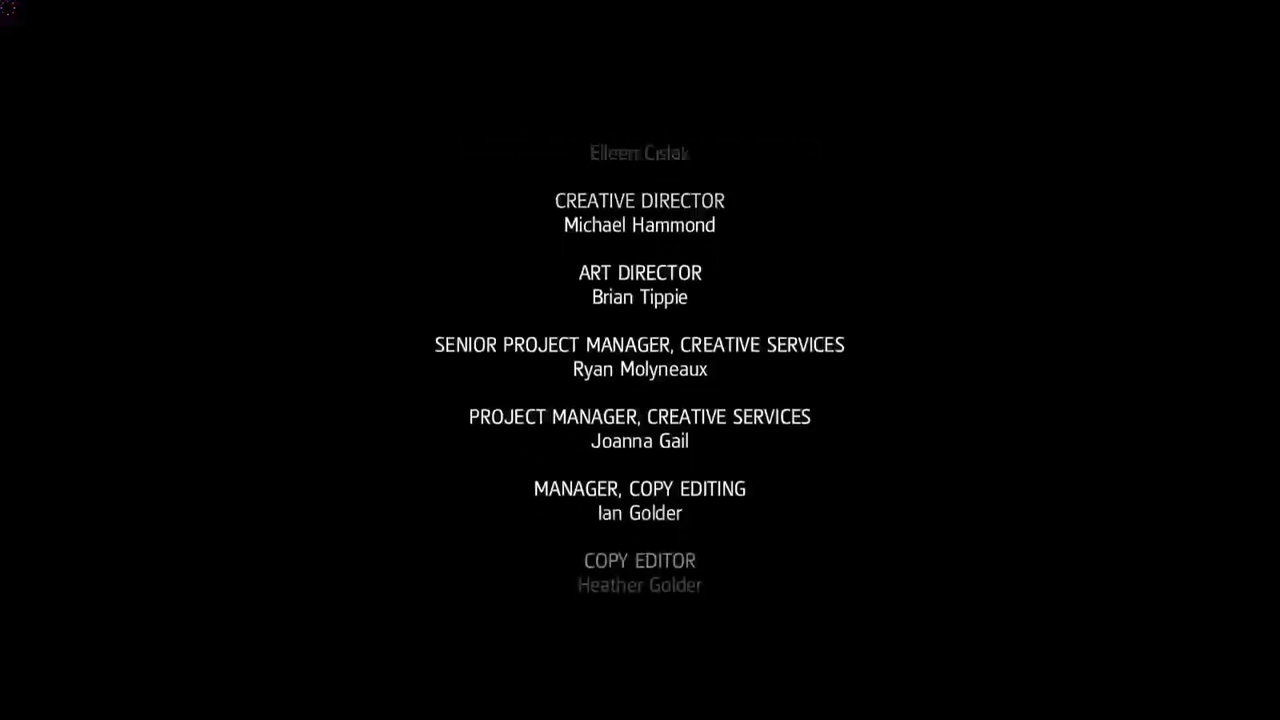 Eileen Cislak
CREATIVE DIRECTOR
Michael Hammond
ART DIRECTOR
Brian Tippie
SENIOR PROJECT MANAGER, CREATIVE SERVICES
Ryan Molyneaux
PROJECT MANAGER, CREATIVE SERVICES
Joanna Gail
MANAGER, COPY EDITING
Ian Golder
COPY EDITOR
Heather Golder